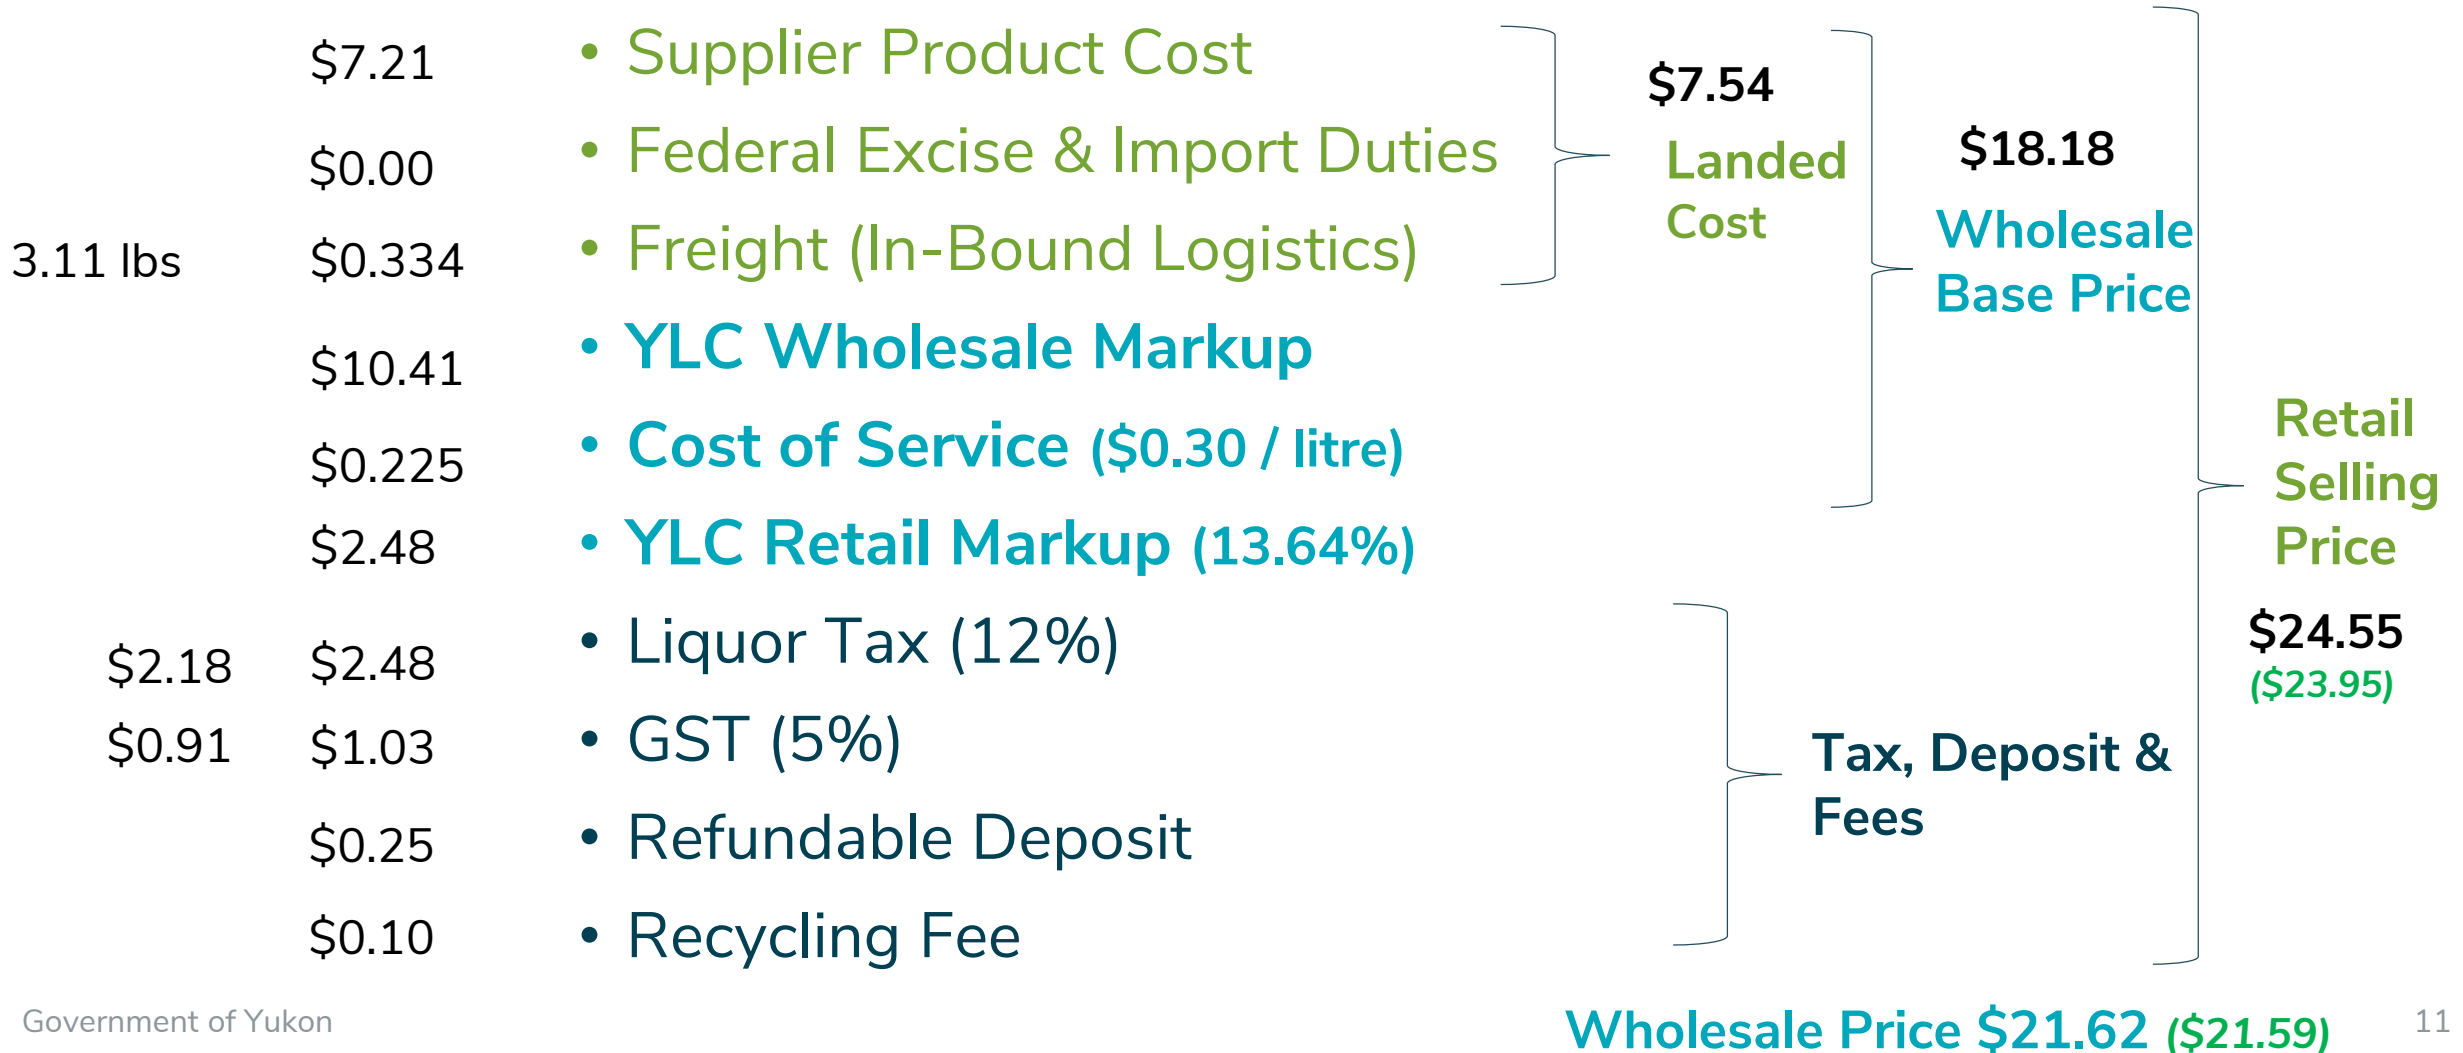 $7.21 • Supplier Product Cost
$0.00 • Federal Excise & Import Duties
3.11 lbs $0.334 • Freight (In-Bound Logistics)
$10.41 • YLC Wholesale Markup
$0.225 • Cost of Service ($0.30 / litre)
$2.48 • YLC Retail Markup (13.64%)
$2.18 $2.48 • Liquor Tax (12%)
$0.91 $1.03 • GST (5%)
$0.25 • Refundable Deposit
$0.10 • Recycling Fee
$7.54
Landed
Cost
$18.18
Wholesale
Base Price
Retail
Selling
Price
$24.55
($23.95)
Tax, Deposit &
Fees
Government of Yukon
Wholesale Price $21.62 ($21.59)
11